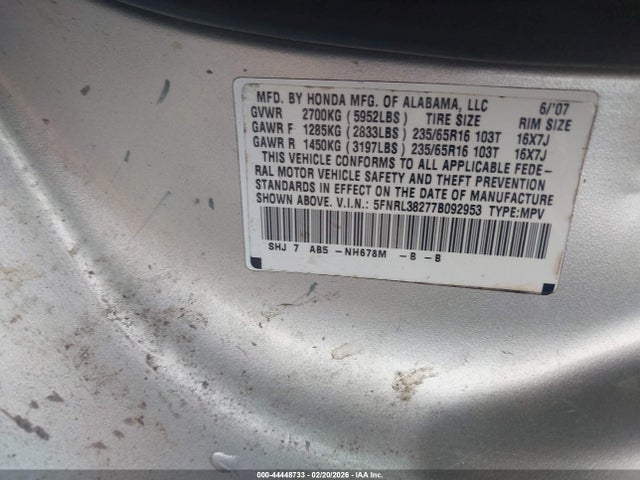 MFD. BY HONDA MFG. OF ALABAMA, LLC 6/'07
GVWR 2700KG (5952LBS) TIRE SIZE RIM SIZE
GAWR F 1285KG (2833LBS) 235/65R16 103T 16X7J
GAWR R 1450KG (3197LBS) 235/65R16 103T 16X7J
THIS VEHICLE CONFORMS TO ALL APPLICABLE FEDE-
RAL MOTOR VEHICLE SAFETY AND THEFT PREVENTION
STANDARDS IN EFFECT ON THE DATE OF MANUFACTURE
SHOWN ABOVE. V.I.N.: 5FNRL38277B092953 TYPE:MPV
SHJ 7 AB5 -NH678M -B -B
000-44448733 - 02/20/2026 - IAAI.COM